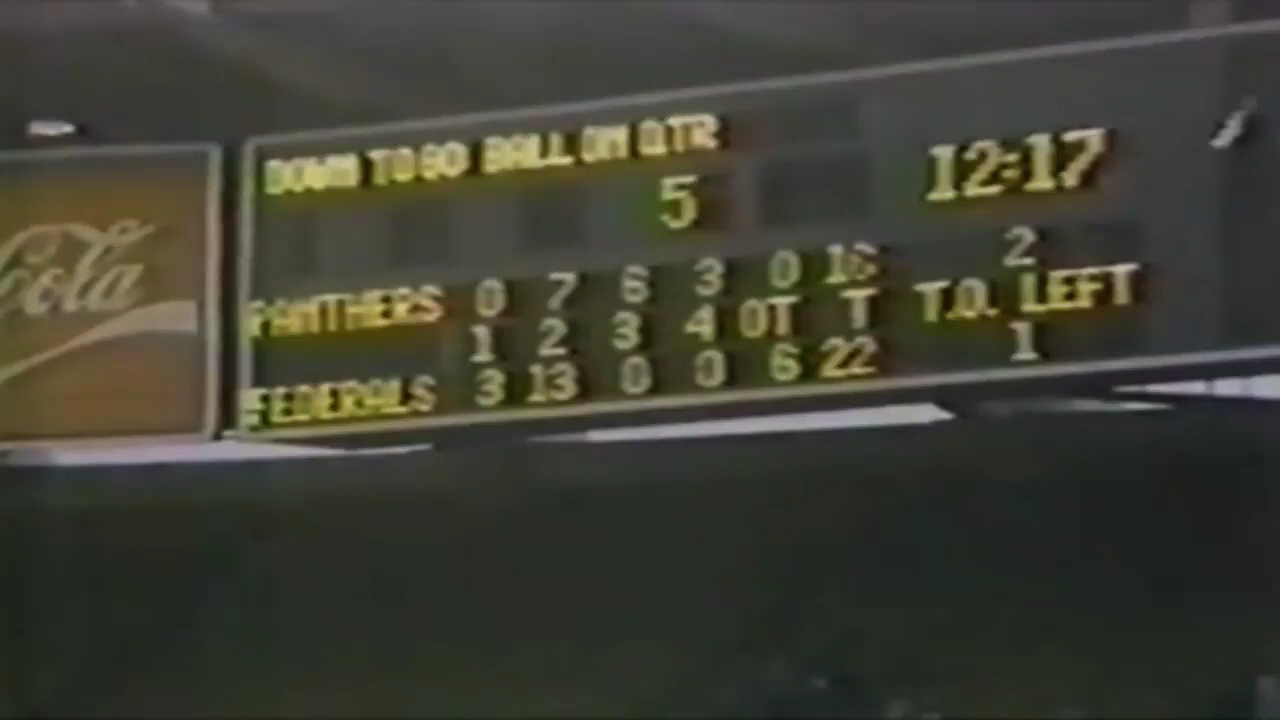 Cola
DOWN TO GO BALL ON QTR
5
12:17
PANTHERS 0 7 6 3 0 16 2
1 2 3 4 OT T T.O. LEFT
FEDERALS 3 13 0 0 6 22 1